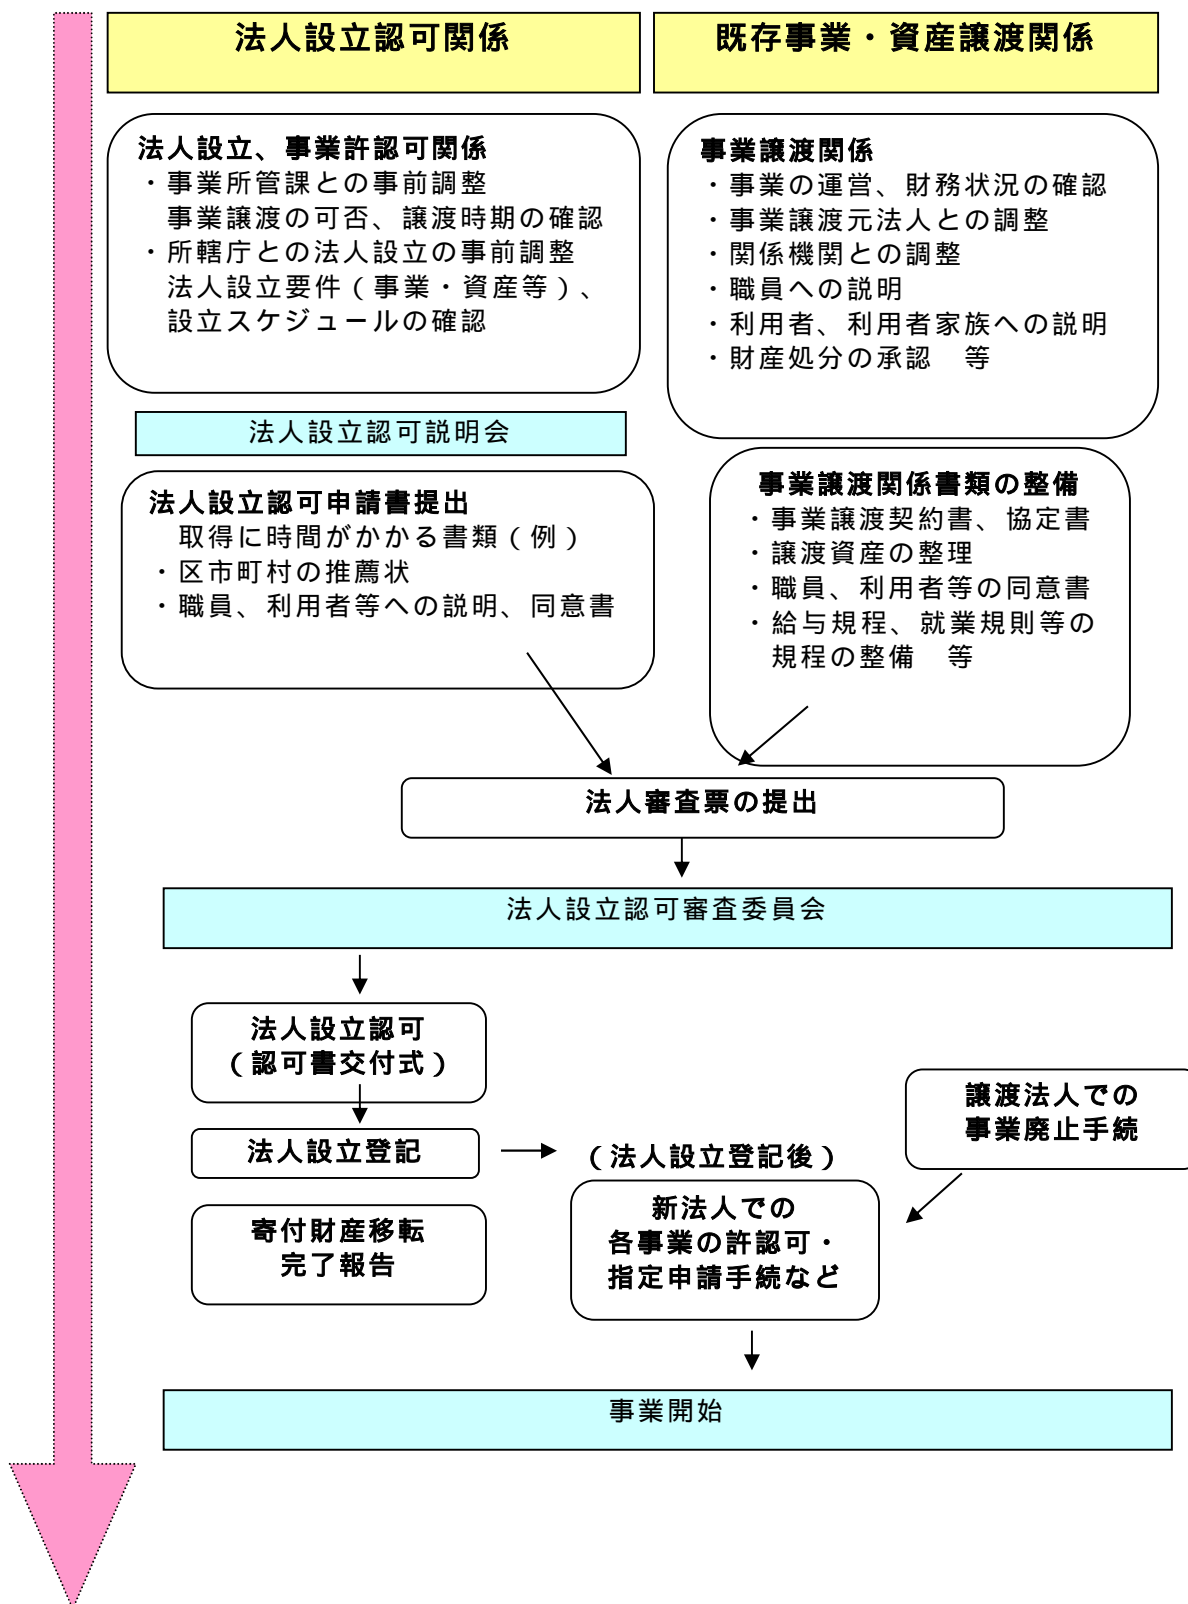 法人設立認可関係
既存事業・資産譲渡関係
法人設立、事業許認可関係
・事業所管課との事前調整
事業譲渡の可否、譲渡時期の確認
・所轄庁との法人設立の事前調整
法人設立要件（事業・資産等）、
設立スケジュールの確認
事業譲渡関係
・事業の運営、財務状況の確認
・事業譲渡元法人との調整
・関係機関との調整
・職員への説明
・利用者、利用者家族への説明
・財産処分の承認　等
法人設立認可説明会
法人設立認可申請書提出
取得に時間がかかる書類（例）
・区市町村の推薦状
・職員、利用者等への説明、同意書
事業譲渡関係書類の整備
・事業譲渡契約書、協定書
・譲渡資産の整理
・職員、利用者等の同意書
・給与規程、就業規則等の
規程の整備　等
法人審査票の提出
法人設立認可審査委員会
法人設立認可
（認可書交付式）
法人設立登記
寄付財産移転
完了報告
（法人設立登記後）
新法人での
各事業の許認可・
指定申請手続など
譲渡法人での
事業廃止手続
事業開始